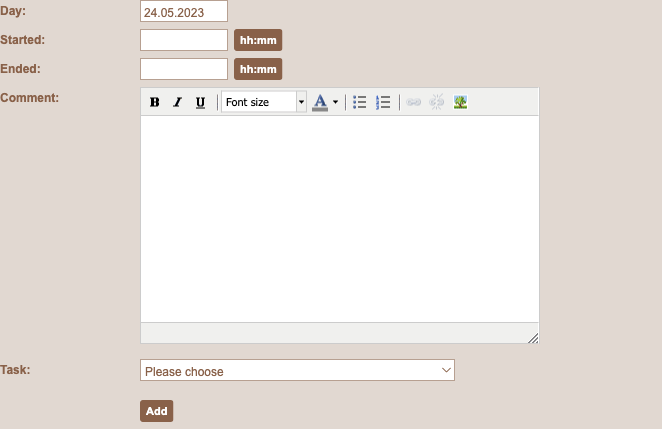 Day: 24.05.2023
Started: hh:mm
Ended: hh:mm
Comment: B I U Font size A
Task: Please choose
Add